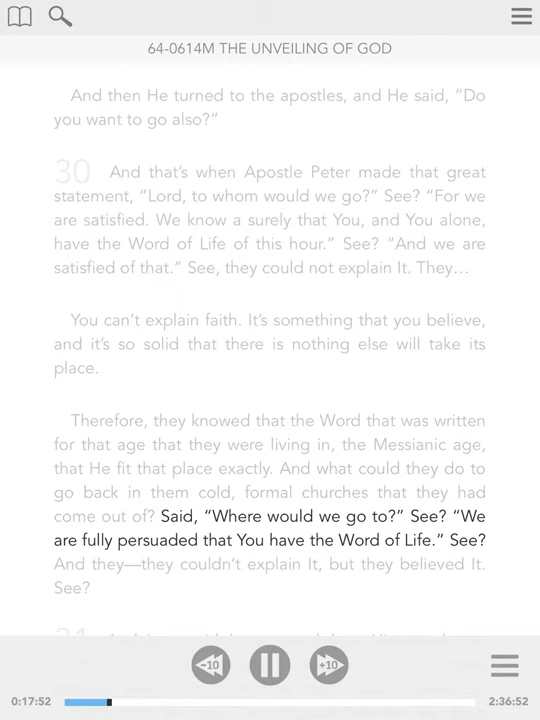 64-0614M THE UNVEILING OF GOD
And then He turned to the apostles, and He said, “Do
you want to go also?”
30 And that’s when Apostle Peter made that great
statement, “Lord, to whom would we go?” See? “For we
are satisfied. We know a surely that You, and You alone,
have the Word of Life of this hour.” See? “And we are
satisfied of that.” See, they could not explain It. They…
You can’t explain faith. It’s something that you believe,
and it’s so solid that there is nothing else will take its
place.
Therefore, they knowed that the Word that was written
for that age that they were living in, the Messianic age,
that He fit that place exactly. And what could they do to
go back in them cold, formal churches that they had
come out of? Said, “Where would we go to?” See? “We
are fully persuaded that You have the Word of Life.” See?
And they—they couldn’t explain It, but they believed It.
See?
-10
+10
0:17:52
2:36:52